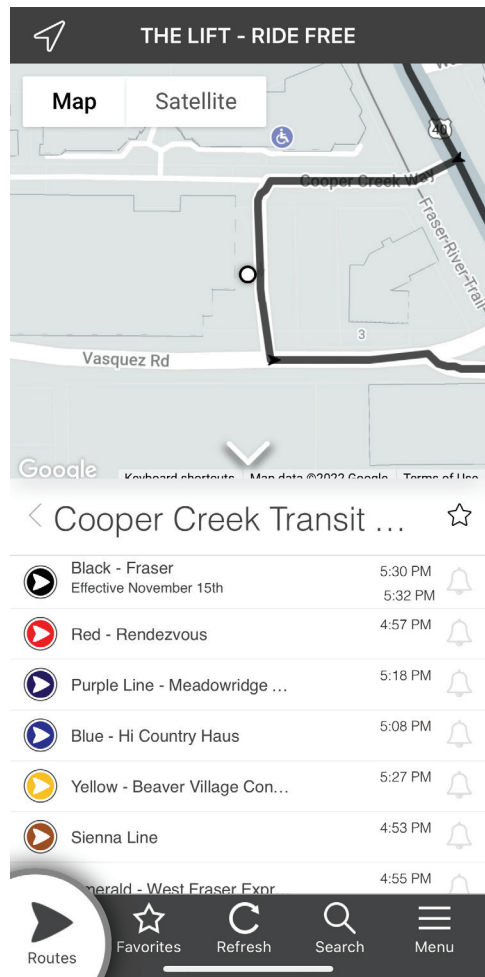 THE LIFT - RIDE FREE
Map
Satellite
40
Cooper Creek Way
Fraser-River-Trail
3
Vasquez Rd
Google
Keyboard shortcuts
Map data ©2022 Google
Terms of Use
Cooper Creek Transit ...
Black - Fraser
5:30 PM
Effective November 15th
5:32 PM
Red - Rendezvous
4:57 PM
Purple Line - Meadowridge ...
5:18 PM
Blue - Hi Country Haus
5:08 PM
Yellow - Beaver Village Con...
5:27 PM
Sienna Line
4:53 PM
West Fraser Expr
4:55 PM
Routes
Favorites
Refresh
Search
Menu